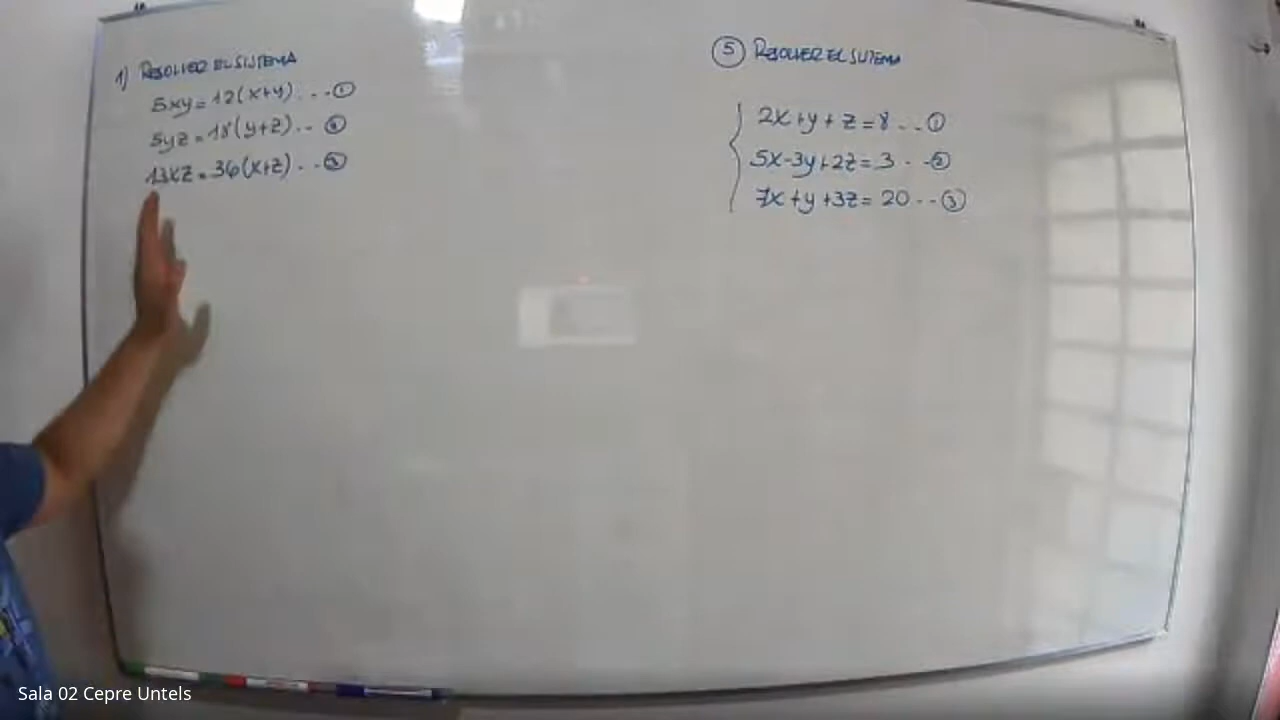 1) RESOLVER EL SISTEMA
5xy = 12(x+y) . . . ①
5yz = 18(y+z) . . ②
13xz = 36(x+z) . . ③
⑤ RESOLVER EL SISTEMA
2x + y + z = 8 . . ①
5x - 3y + 2z = 3 . . ②
7x + y + 3z = 20 . . ③
Sala 02 Cepre Untels